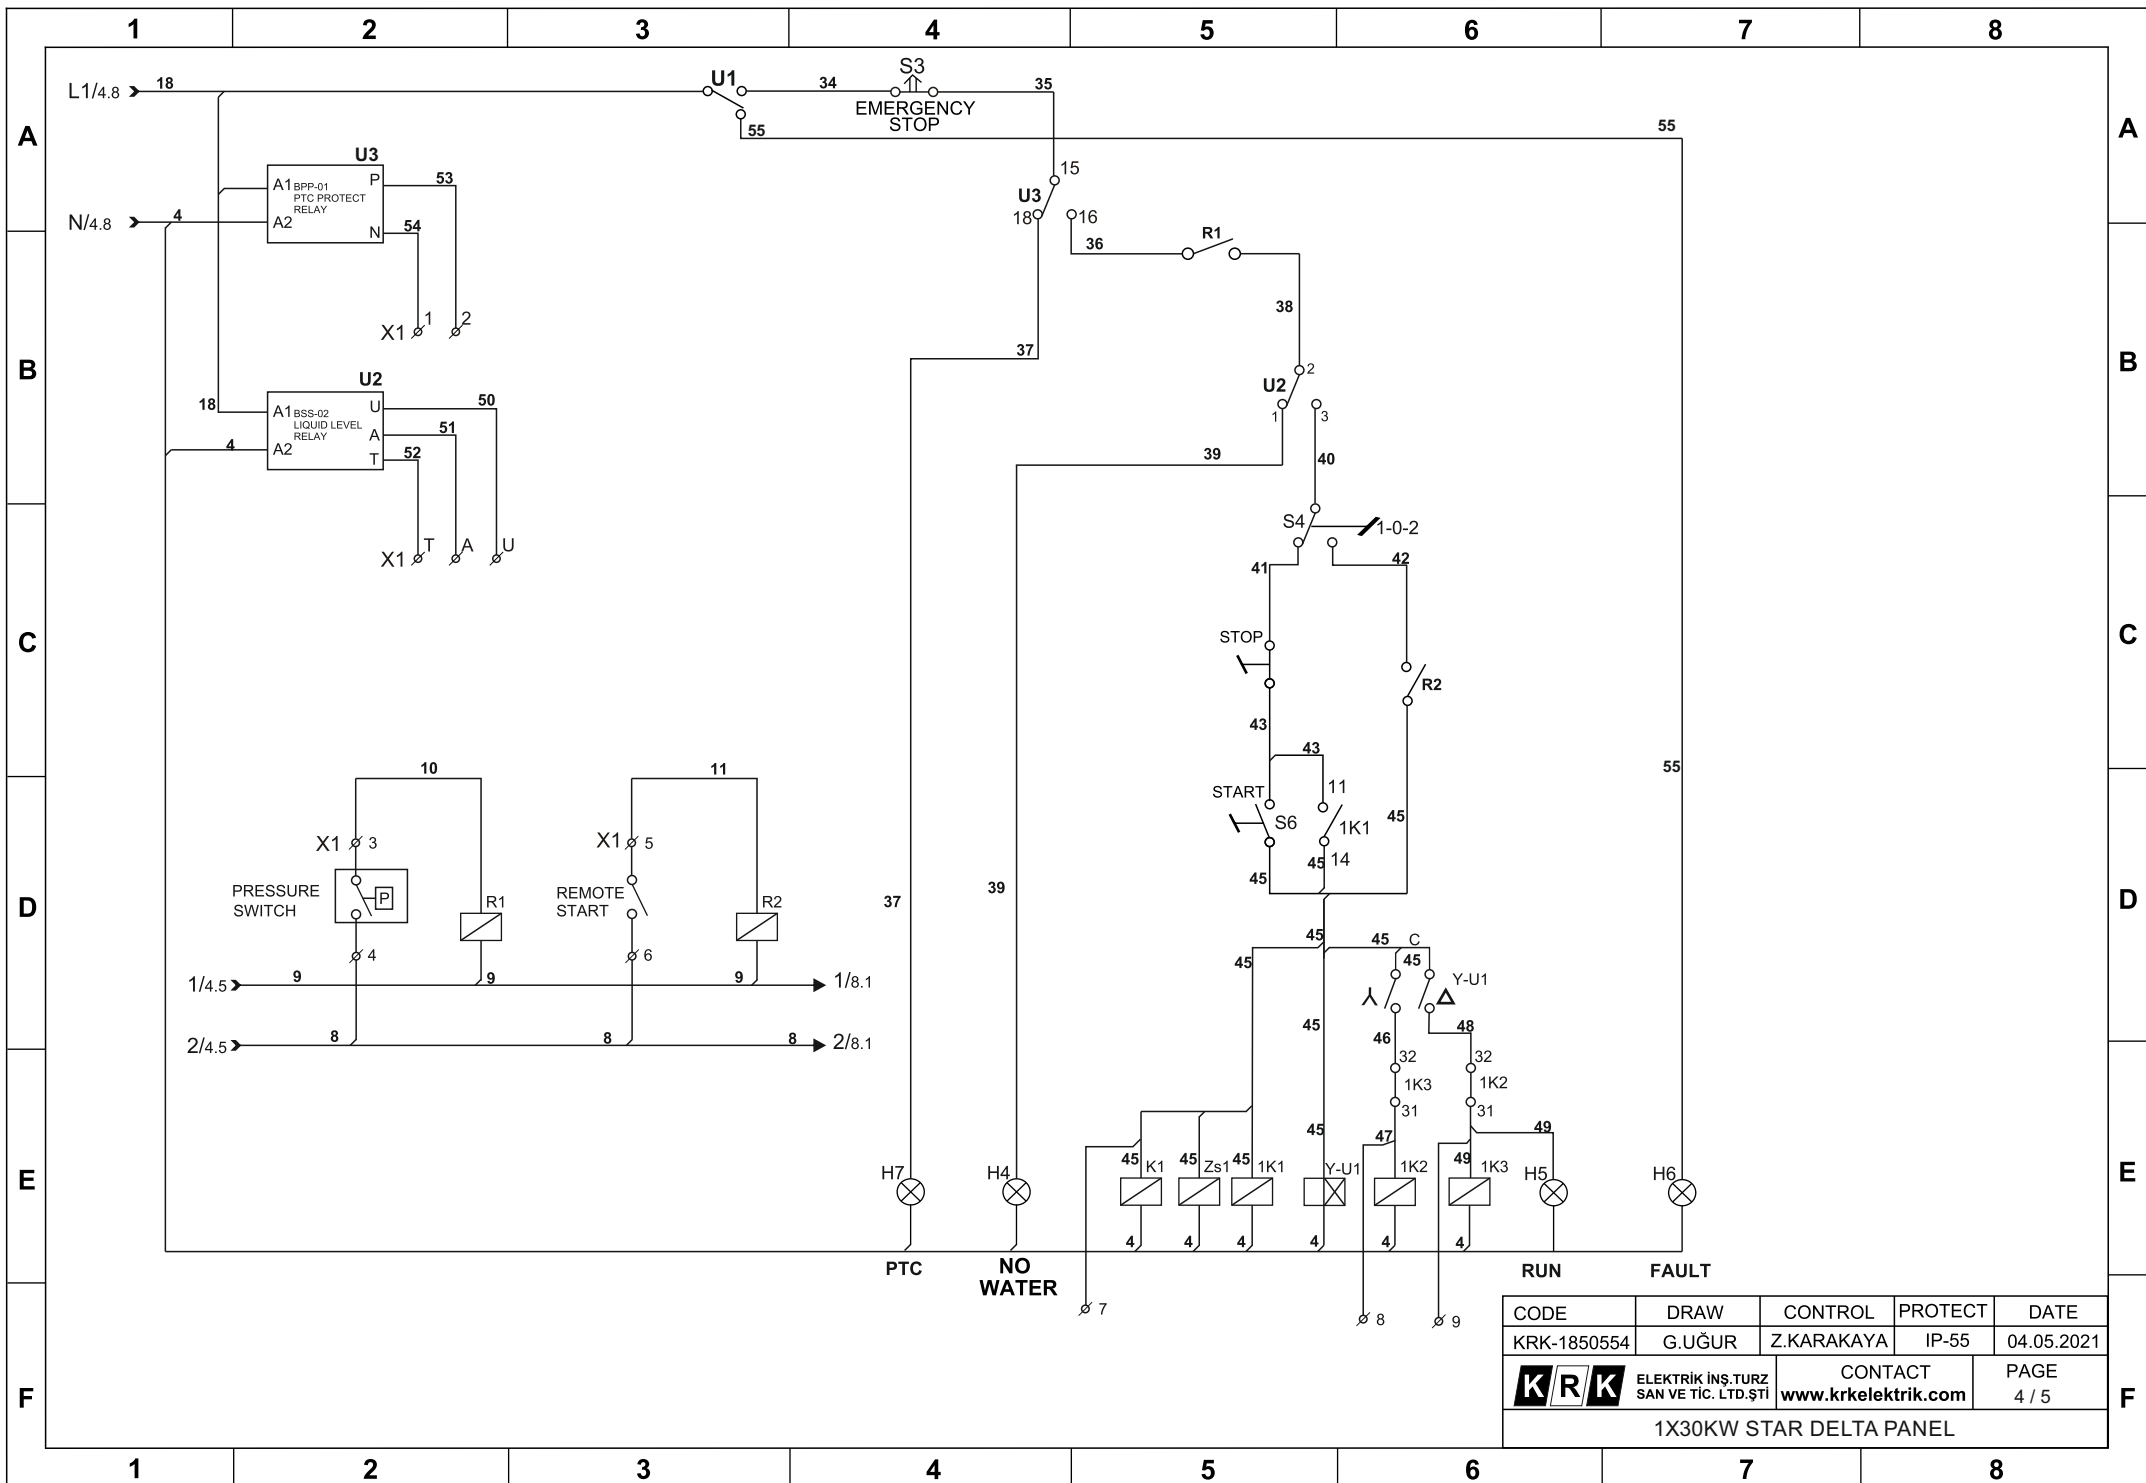 1 2 3 4 5 6 7 8
A
A
L1/4.8
18
U1
34
S3
EMERGENCY
STOP
35
55
55
U3
A1 BPP-01
PTC PROTECT
RELAY
P
53
A2
N
54
N/4.8
4
X1 1 2
15
U3
18
16
36
R1
38
B
B
37
U2
18
A1 BSS-02
LIQUID LEVEL
RELAY
U
50
A
51
A2
T
52
4
X1 T A U
2
U2
1
3
39
40
S4
1-0-2
41
42
C
C
STOP
R2
43
43
55
10
11
START
S6
11
1K1
14
45
45
45
X1 3
X1 5
PRESSURE
SWITCH
P
R1
REMOTE
START
R2
37
39
D
D
4
6
1/4.5
9
9
9
1/8.1
2/4.5
8
8
8
2/8.1
45
45
C
45
45
Y-U1
45
46
48
32
1K3
31
32
1K2
31
45
47
49
E
E
H7
H4
45
K1
45
Zs1
45
1K1
Y-U1
1K2
49
1K3
H5
H6
4
4
4
4
4
4
PTC
NO
WATER
RUN
FAULT
7
8
9
CODE DRAW CONTROL PROTECT DATE
KRK-1850554 G.UĞUR Z.KARAKAYA IP-55 04.05.2021
KRK
ELEKTRİK İNŞ.TURZ
SAN VE TİC. LTD.ŞTİ
CONTACT
www.krkelektrik.com
PAGE
4 / 5
1X30KW STAR DELTA PANEL
F
F
1 2 3 4 5 6 7 8